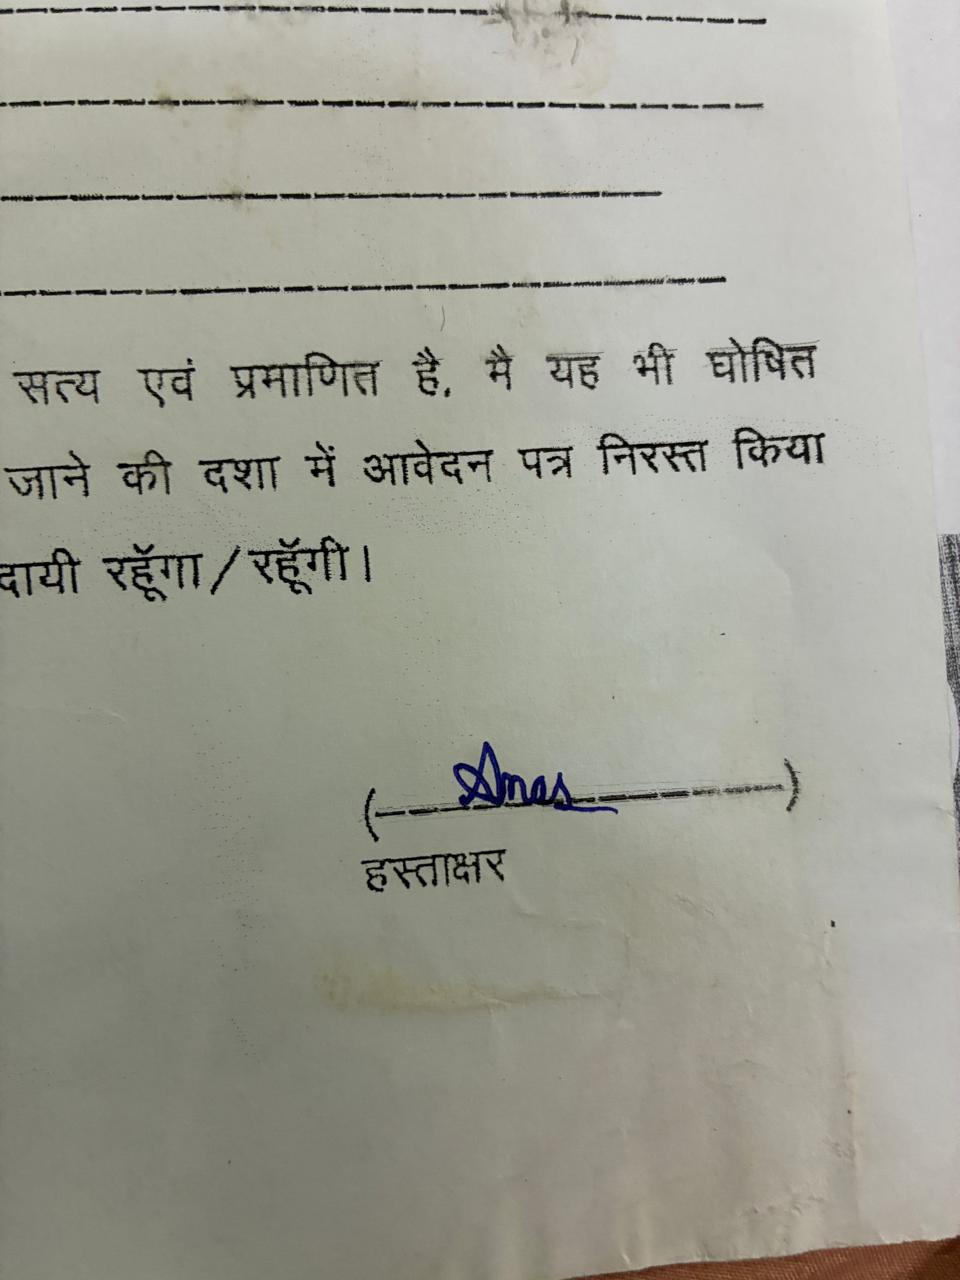 सत्य एवं प्रमाणित है. मै यह भी घोषित
जाने की दशा में आवेदन पत्र निरस्त किया
दायी रहूॅगा/रहूॅगी।
(Anas)
हस्ताक्षर